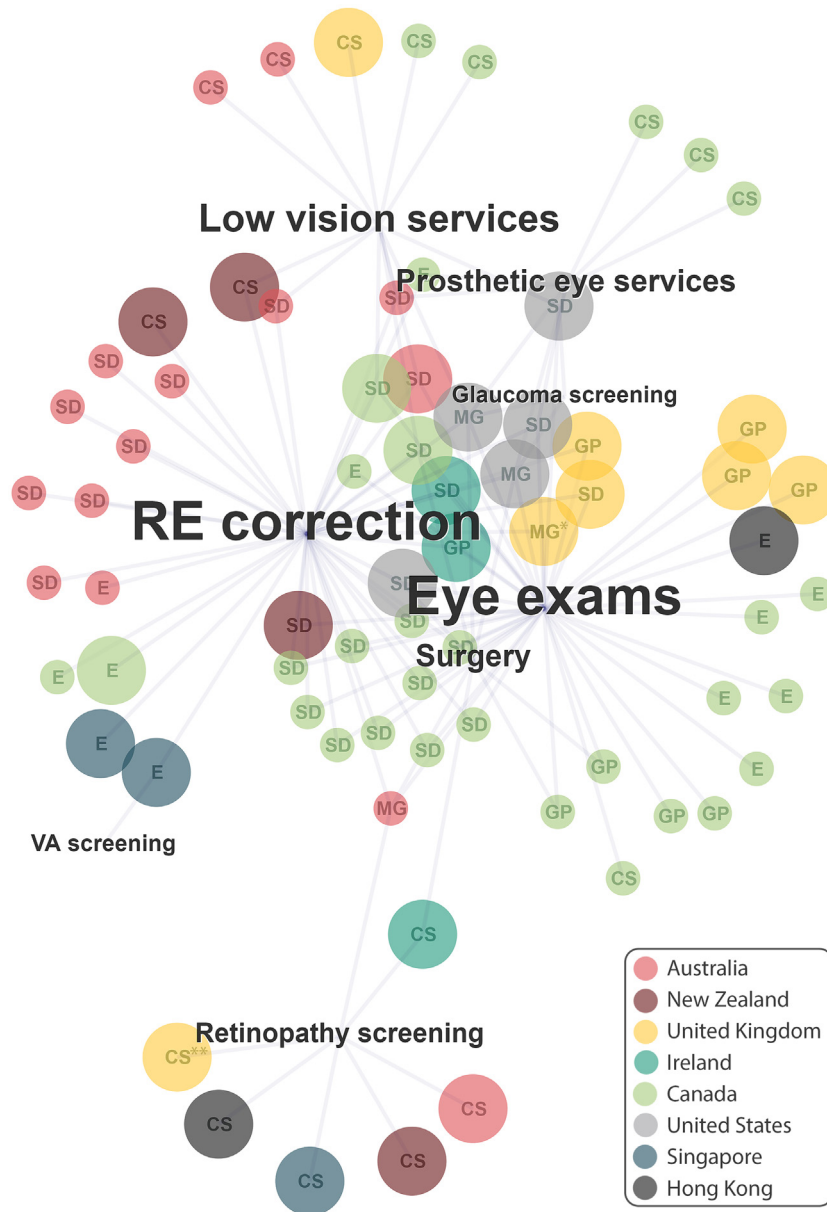 CS
CS
CS
CS
CS
CS
CS
CS
Low vision services
E
Prosthetic eye services
CS
SD
SD
SD
CS
SD
SD
SD
SD
Glaucoma screening
SD
MG
SD
GP
GP
SD
SD
E
MG
GP
SD
SD
SD
SD
GP
RE correction
MG*
E
GP
SD
E
SD
Eye exams
E
SD
SD
E
SD
SD
Surgery
E
E
SD
SD
E
E
SD
SD
SD
SD
E
E
SD
GP
E
MG
GP
GP
GP
VA screening
CS
CS
Australia
New Zealand
United Kingdom
Ireland
Canada
United States
Singapore
Hong Kong
Retinopathy screening
CS**
CS
CS
CS
CS